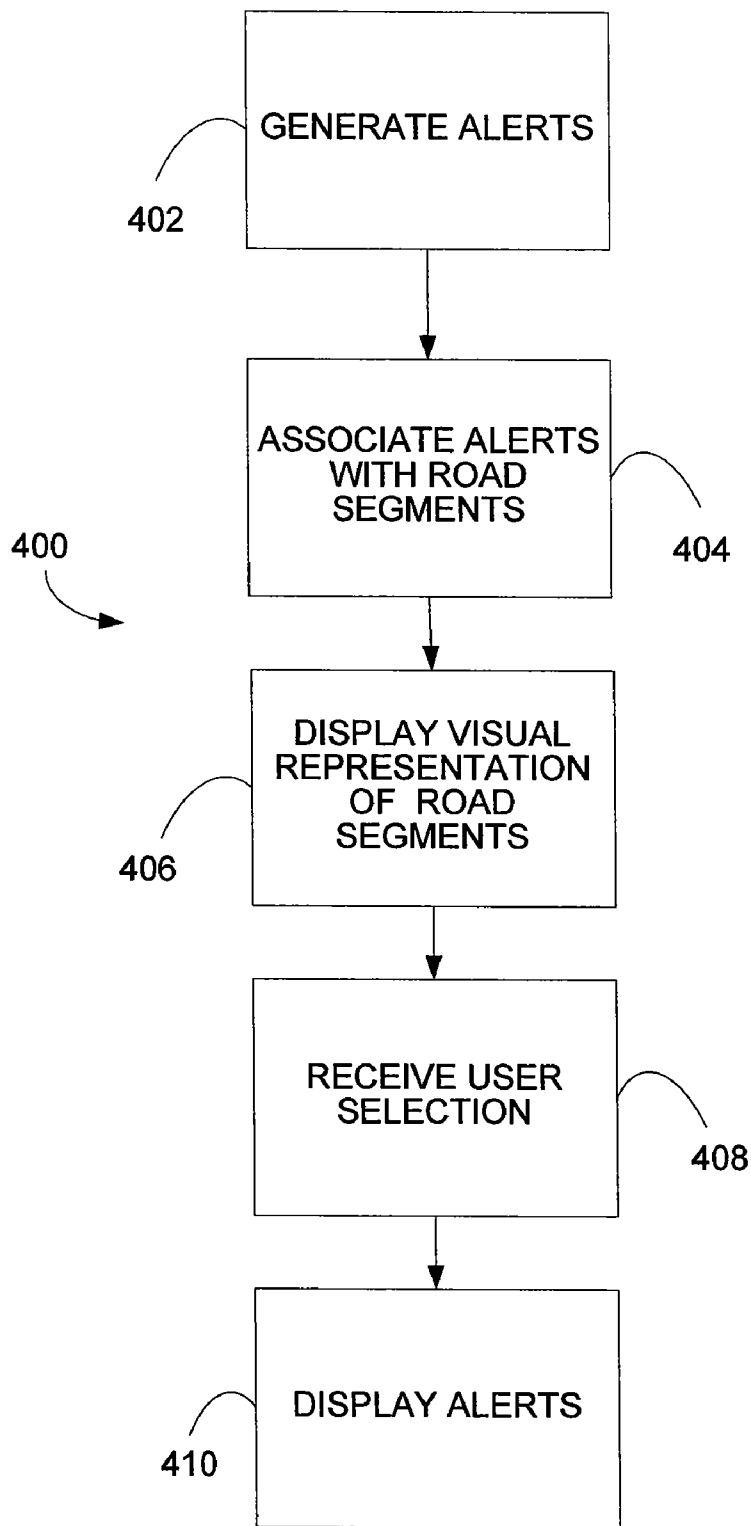 GENERATE ALERTS
402
ASSOCIATE ALERTS
WITH ROAD
SEGMENTS
404
400
DISPLAY VISUAL
REPRESENTATION
OF ROAD
SEGMENTS
406
RECEIVE USER
SELECTION
408
DISPLAY ALERTS
410